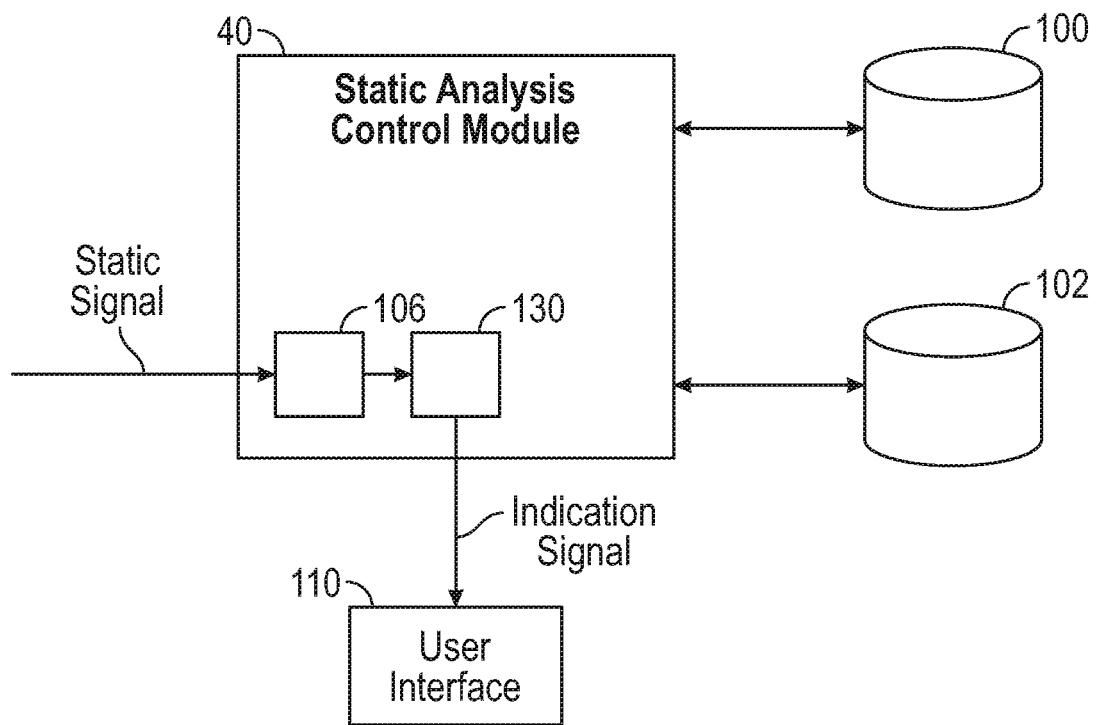 40
100
Static Analysis
Control Module
Static
Signal
102
106
130
Indication
Signal
110
User
Interface